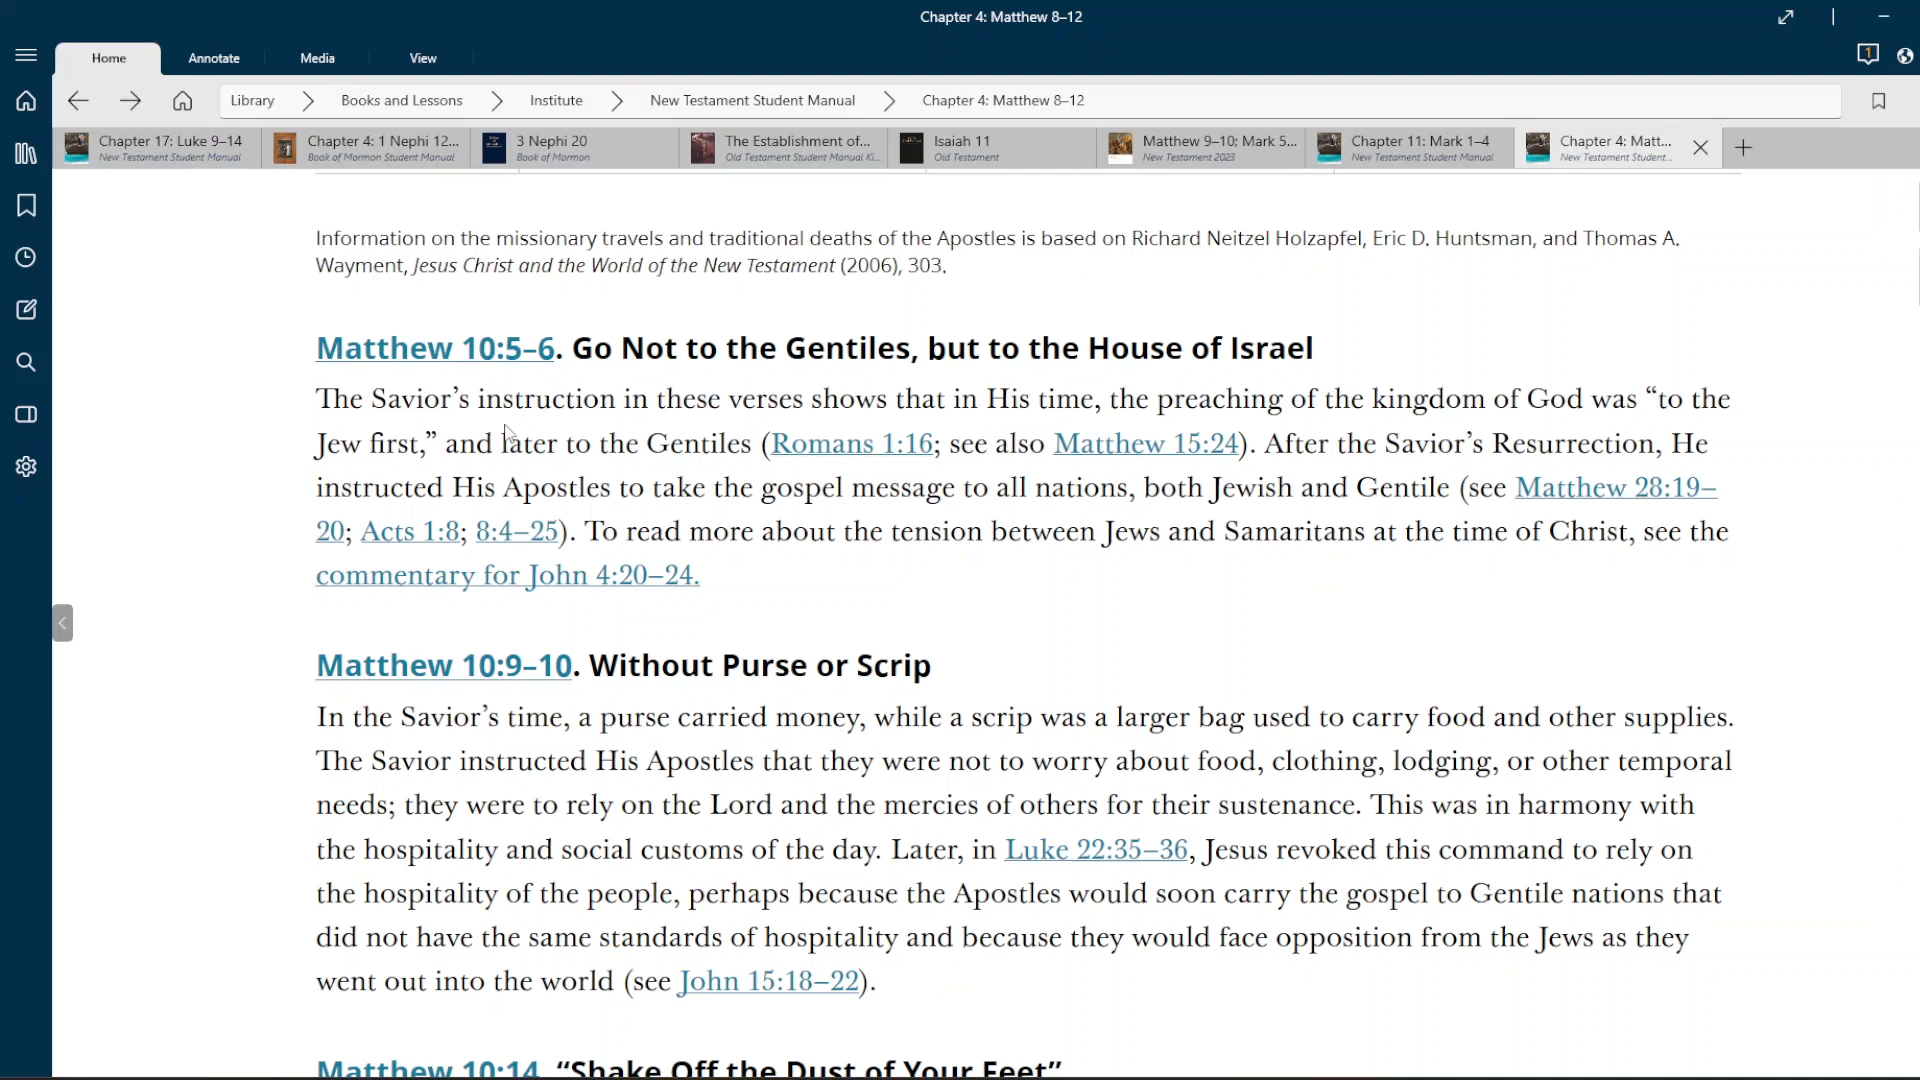 Chapter 4: Matthew 8–12
Home
Annotate
Media
View
1
Library
Books and Lessons
Institute
New Testament Student Manual
Chapter 4: Matthew 8–12
Chapter 17: Luke 9–14
New Testament Student Manual
Chapter 4: 1 Nephi 12...
Book of Mormon Student Manual
3 Nephi 20
Book of Mormon
The Establishment of...
Old Testament Student Manual Ki...
Isaiah 11
Old Testament
Matthew 9–10; Mark 5...
New Testament 2023
Chapter 11: Mark 1–4
New Testament Student Manual
Chapter 4: Matt...
New Testament Student...
Information on the missionary travels and traditional deaths of the Apostles is based on Richard Neitzel Holzapfel, Eric D. Huntsman, and Thomas A.
Wayment, Jesus Christ and the World of the New Testament (2006), 303.
Matthew 10:5–6. Go Not to the Gentiles, but to the House of Israel
The Savior’s instruction in these verses shows that in His time, the preaching of the kingdom of God was “to the
Jew first,” and later to the Gentiles (Romans 1:16; see also Matthew 15:24). After the Savior’s Resurrection, He
instructed His Apostles to take the gospel message to all nations, both Jewish and Gentile (see Matthew 28:19–
20; Acts 1:8; 8:4–25). To read more about the tension between Jews and Samaritans at the time of Christ, see the
commentary for John 4:20–24.
Matthew 10:9–10. Without Purse or Scrip
In the Savior’s time, a purse carried money, while a scrip was a larger bag used to carry food and other supplies.
The Savior instructed His Apostles that they were not to worry about food, clothing, lodging, or other temporal
needs; they were to rely on the Lord and the mercies of others for their sustenance. This was in harmony with
the hospitality and social customs of the day. Later, in Luke 22:35–36, Jesus revoked this command to rely on
the hospitality of the people, perhaps because the Apostles would soon carry the gospel to Gentile nations that
did not have the same standards of hospitality and because they would face opposition from the Jews as they
went out into the world (see John 15:18–22).
Matthew 10:14. “Shake Off the Dust of Your Feet”